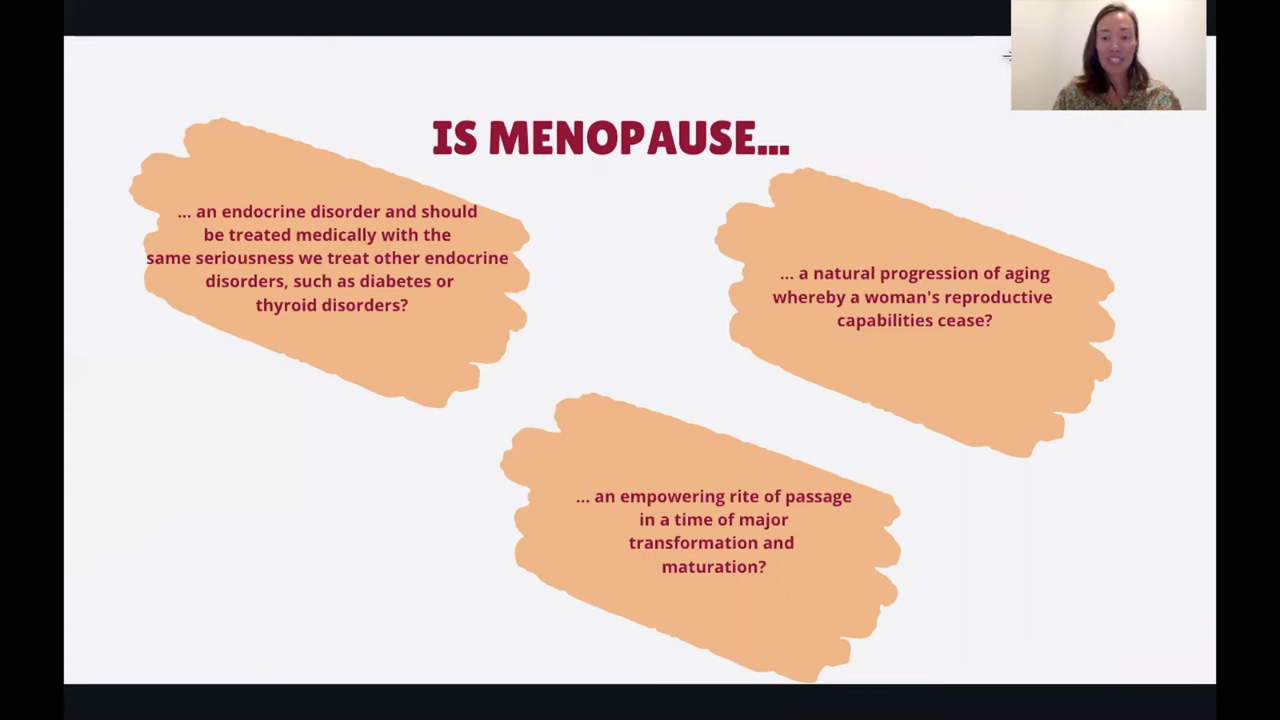 IS MENOPAUSE...
... an endocrine disorder and should
be treated medically with the
same seriousness we treat other endocrine
disorders, such as diabetes or
thyroid disorders?
... a natural progression of aging
whereby a woman's reproductive
capabilities cease?
... an empowering rite of passage
in a time of major
transformation and
maturation?